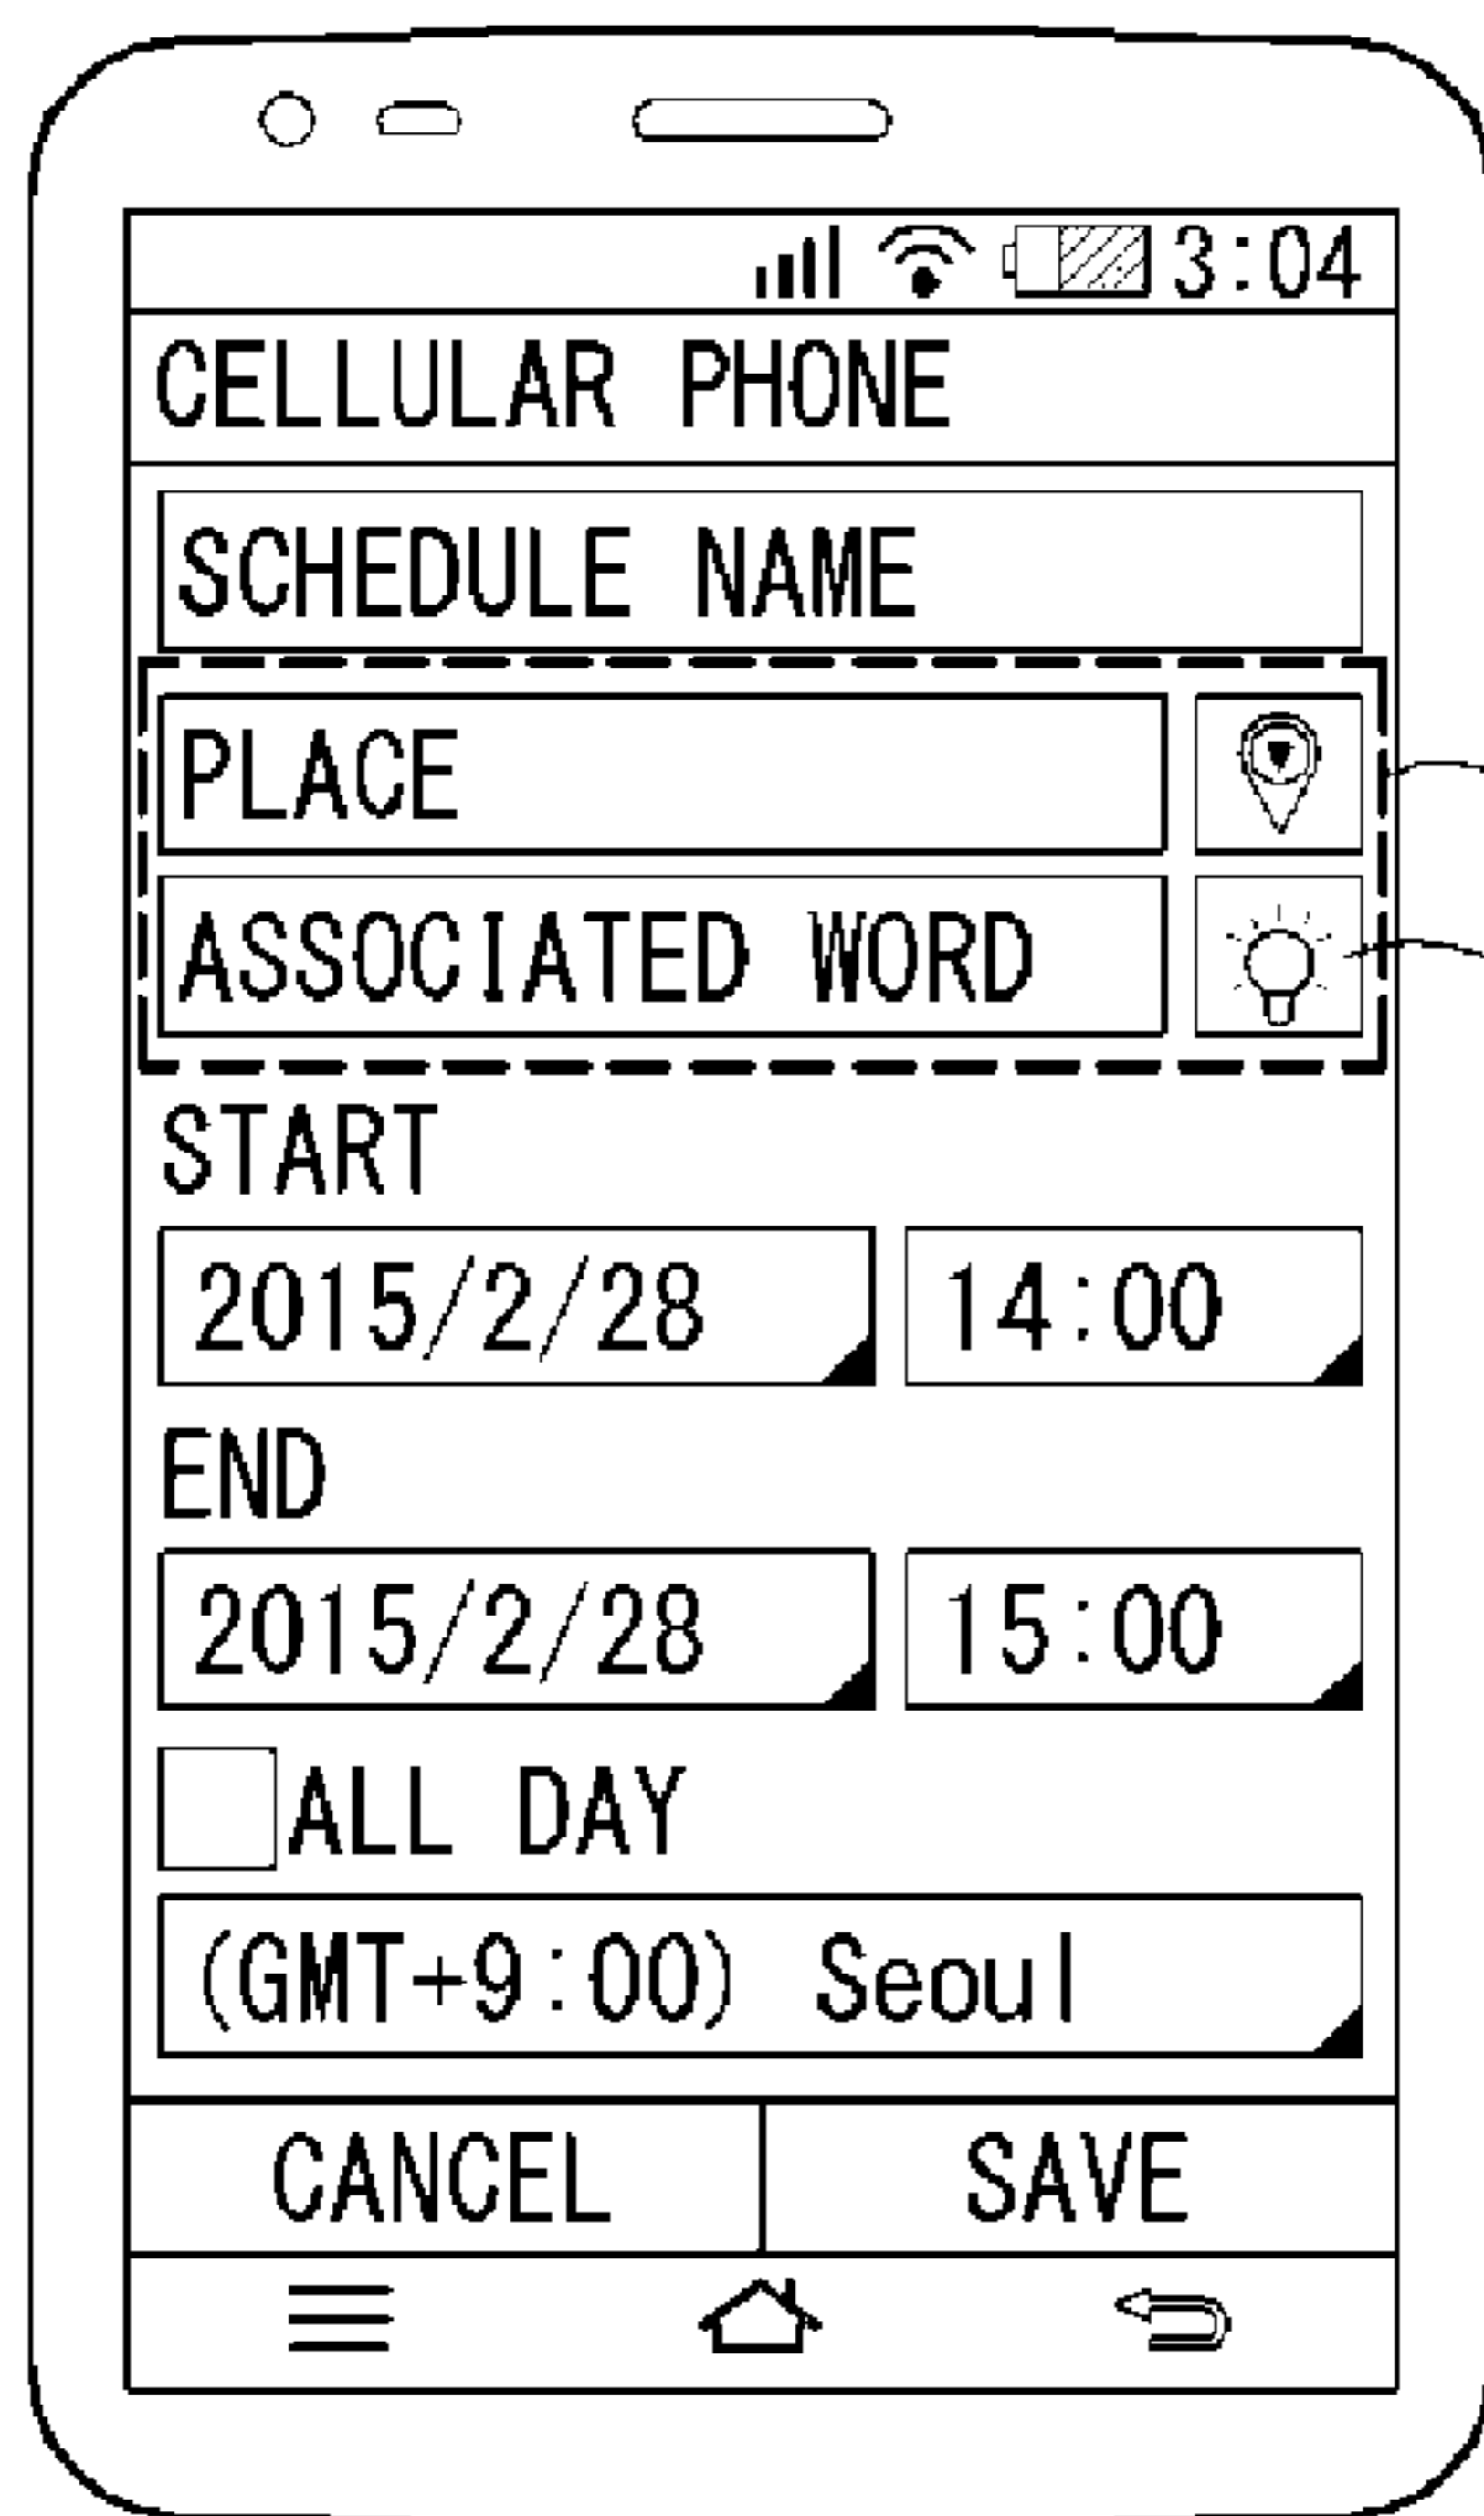 3:04
CELLULAR PHONE
SCHEDULE NAME
PLACE
ASSOCIATED WORD
START
2015/2/28 14:00
END
2015/2/28 15:00
ALL DAY
(GMT+9:00) Seoul
CANCEL SAVE